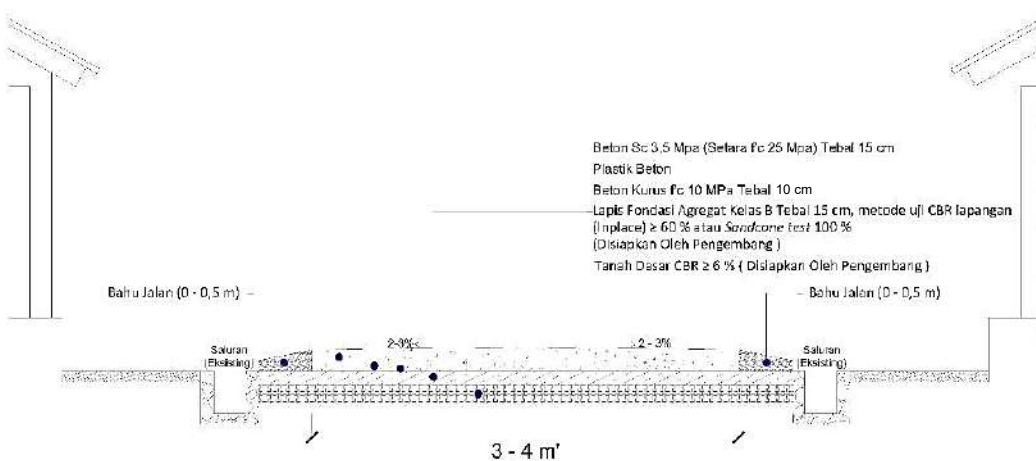 Beton Sc 3,5 Mpa (Setara f'c 25 Mpa) Tebal 15 cm
Plastik Beton
Beton Kurus f'c 10 MPa Tebal 10 cm
Lapis Fondasi Agregat Kelas B Tebal 15 cm, metode uji CBR lapangan
(Inplace) ≥ 60 % atau Sandcone test 100 %
(Disiapkan Oleh Pengembang )
Tanah Dasar CBR ≥ 6 % ( Disiapkan Oleh Pengembang )
Bahu Jalan (0 - 0,5 m)
Bahu Jalan (0 - 0,5 m)
Saluran
(Eksisting)
2-3%
2 - 3%
Saluran
(Eksisting)
3 - 4 m'